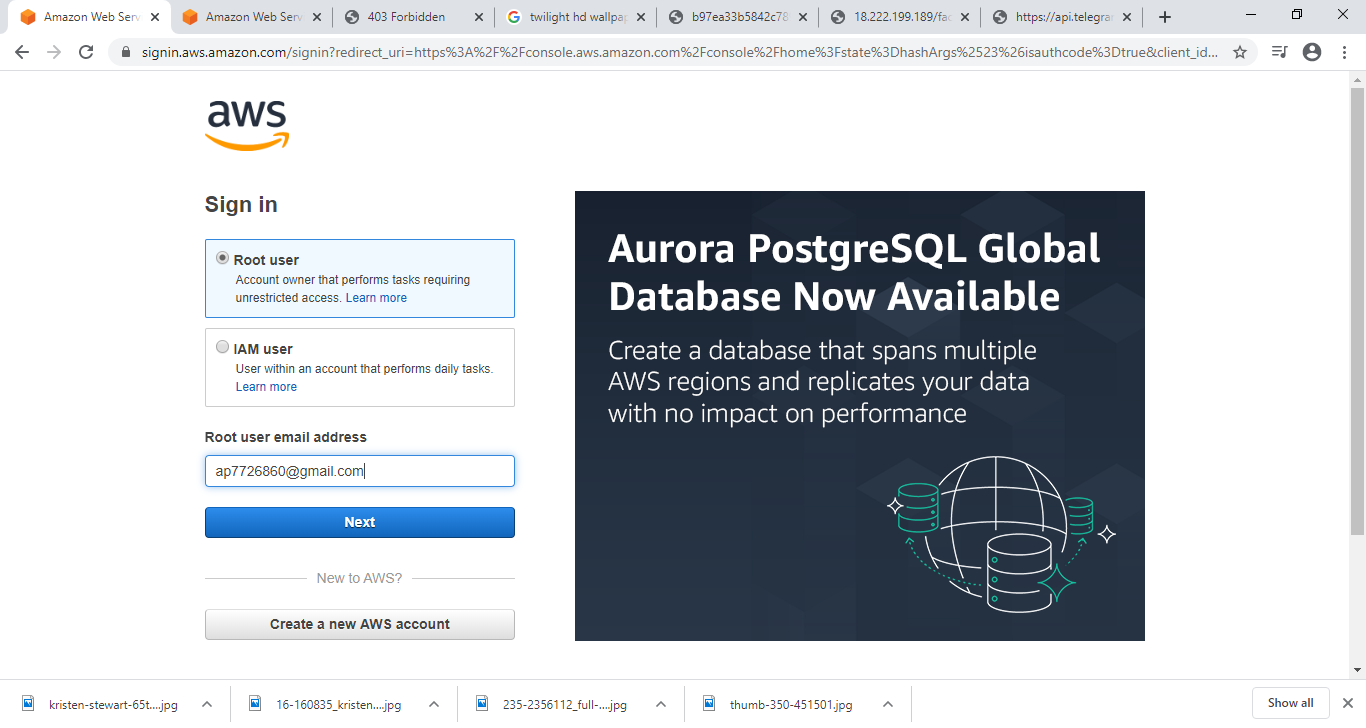 Amazon Web Serv
Amazon Web Serv
403 Forbidden
twilight hd wallpap
b97ea33b5842c78
18.222.199.189/fac
https://api.telegra
signin.aws.amazon.com/signin?redirect_uri=https%3A%2F%2Fconsole.aws.amazon.com%2Fconsole%2Fhome%3Fstate%3DhashArgs%2523%26isauthcode%3Dtrue&client_id...
aws
Sign in
Root user
Account owner that performs tasks requiring
unrestricted access. Learn more
IAM user
User within an account that performs daily tasks.
Learn more
Root user email address
ap7726860@gmail.com
Next
New to AWS?
Create a new AWS account
Aurora PostgreSQL Global
Database Now Available
Create a database that spans multiple
AWS regions and replicates your data
with no impact on performance
kristen-stewart-65t....jpg
16-160835_kristen....jpg
235-2356112_full-....jpg
thumb-350-451501.jpg
Show all